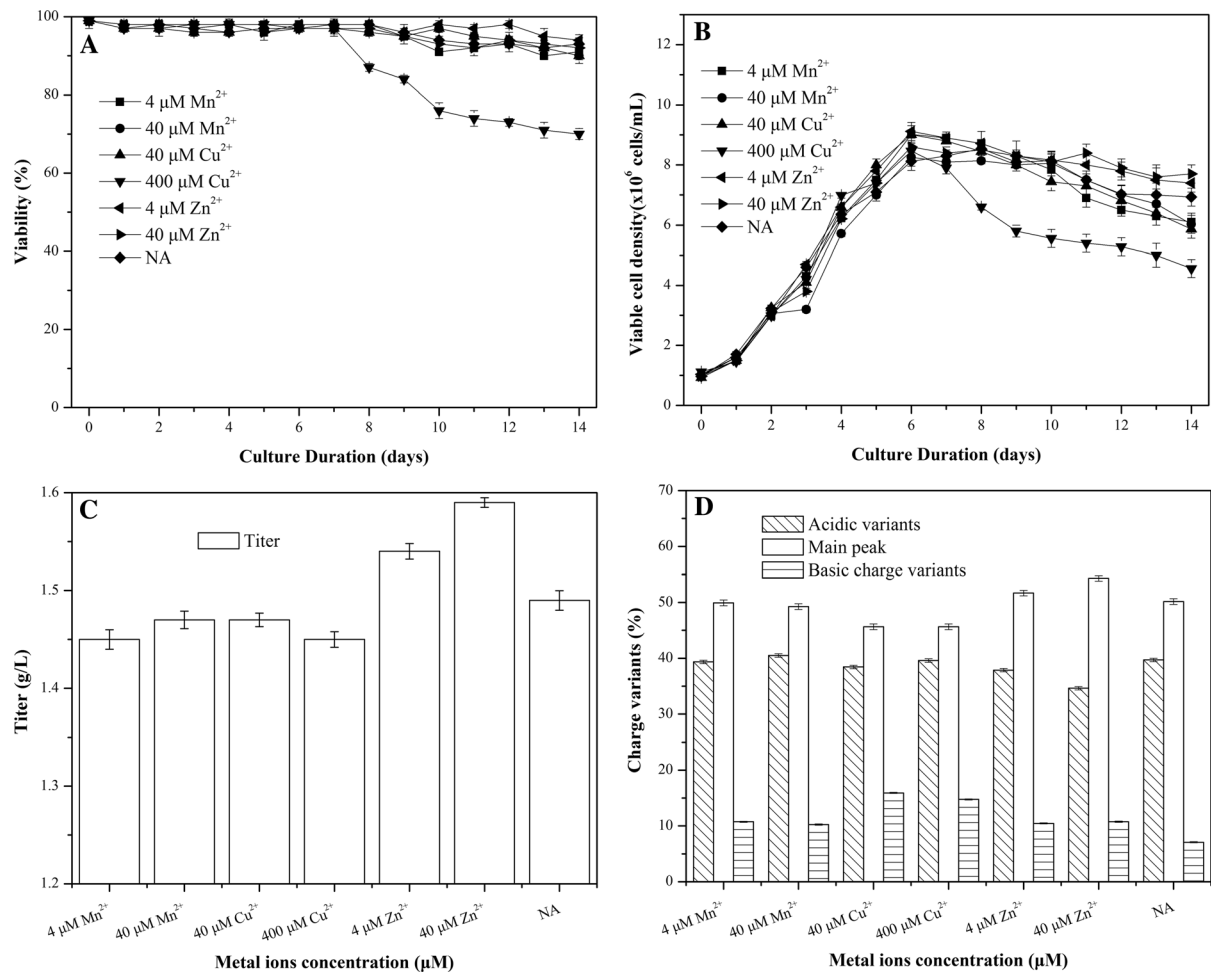 A
Viability (%)
100
80
60
40
20
0
4 μM Mn²⁺
40 μM Mn²⁺
40 μM Cu²⁺
400 μM Cu²⁺
4 μM Zn²⁺
40 μM Zn²⁺
NA
0 2 4 6 8 10 12 14
Culture Duration (days)
B
Viable cell density(x10⁶ cells/mL)
12
10
8
6
4
2
0
4 μM Mn²⁺
40 μM Mn²⁺
40 μM Cu²⁺
400 μM Cu²⁺
4 μM Zn²⁺
40 μM Zn²⁺
NA
0 2 4 6 8 10 12 14
Culture Duration (days)
C
Titer (g/L)
1.6
1.5
1.4
1.3
1.2
Titer
4 μM Mn²⁺
40 μM Mn²⁺
40 μM Cu²⁺
400 μM Cu²⁺
4 μM Zn²⁺
40 μM Zn²⁺
NA
Metal ions concentration (μM)
D
Charge variants (%)
70
60
50
40
30
20
10
0
Acidic variants
Main peak
Basic charge variants
4 μM Mn²⁺
40 μM Mn²⁺
40 μM Cu²⁺
400 μM Cu²⁺
4 μM Zn²⁺
40 μM Zn²⁺
NA
Metal ions concentration (μM)